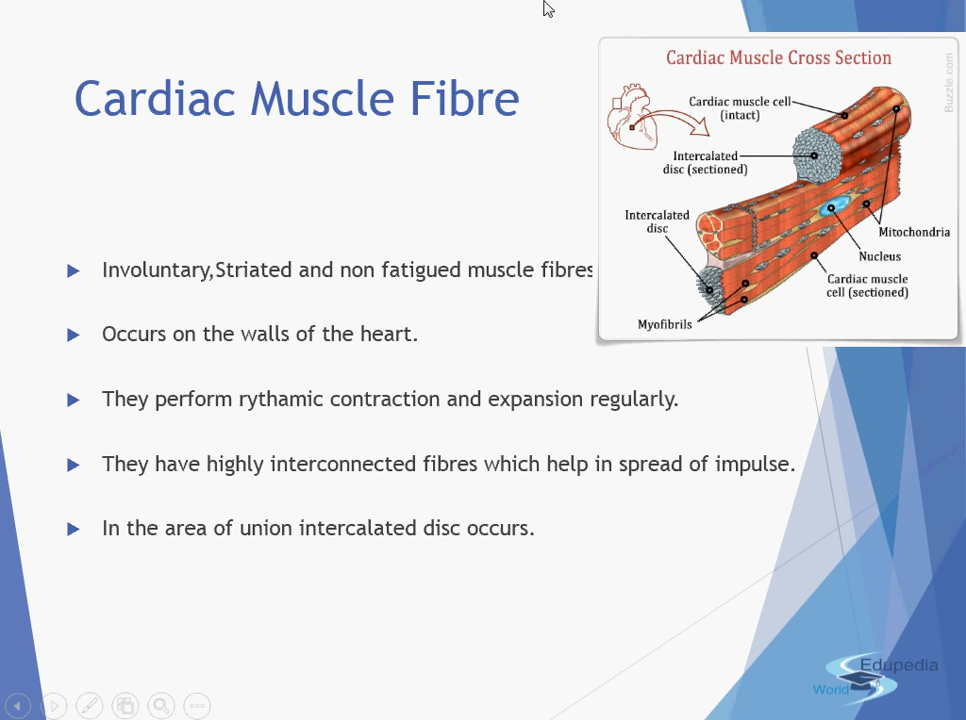 Cardiac Muscle Fibre
Cardiac Muscle Cross Section
Buzzle.com
Cardiac muscle cell
(intact)
Intercalated
disc (sectioned)
Intercalated
disc
Mitochondria
Nucleus
Cardiac muscle
cell (sectioned)
Myofibrils
Involuntary,Striated and non fatigued muscle fibres
Occurs on the walls of the heart.
They perform rythamic contraction and expansion regularly.
They have highly interconnected fibres which help in spread of impulse.
In the area of union intercalated disc occurs.
Edupedia
World